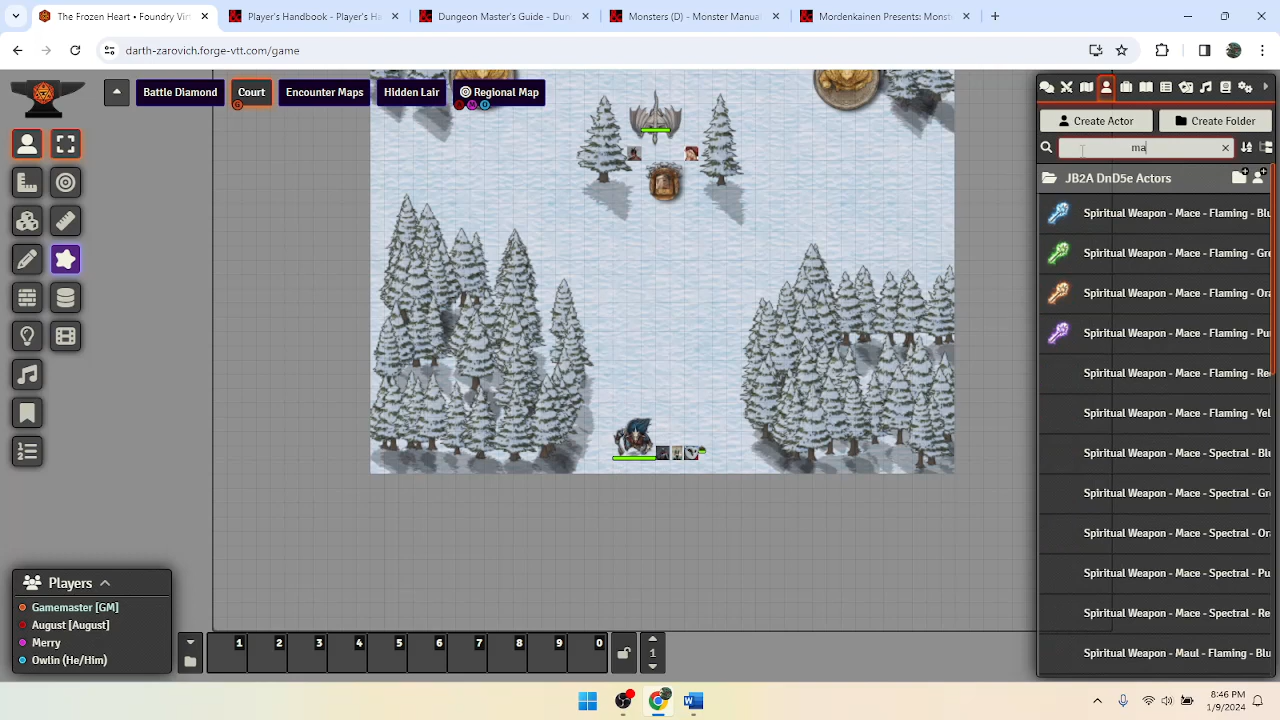 The Forge | Foundry Virt
Player's Handbook - Player's Ha
Dungeon Master's Guide - Dun
Monsters (D) - Monster Manual
Mordenkainen Presents: Monst
darth-zarovich.forge-vtt.com/game
Battle Diamond
Court
Encounter Maps
Hidden Lair
Regional Map
G
M
O
Create Actor
Create Folder
ma
JB2A DnD5e Actors
Spiritual Weapon - Mace - Flaming - Blu
Spiritual Weapon - Mace - Flaming - Gre
Spiritual Weapon - Mace - Flaming - Ora
Spiritual Weapon - Mace - Flaming - Pur
Spiritual Weapon - Mace - Flaming - Re
Spiritual Weapon - Mace - Flaming - Yel
Spiritual Weapon - Mace - Spectral - Blu
Spiritual Weapon - Mace - Spectral - Gr
Spiritual Weapon - Mace - Spectral - Or
Spiritual Weapon - Mace - Spectral - Pu
Spiritual Weapon - Mace - Spectral - Re
Spiritual Weapon - Maul - Flaming - Blu
Players
Gamemaster [GM]
August [August]
Merry
Owlin (He/Him)
1 2 3 4 5 6 7 8 9 0
1
8:46 PM
1/9/2024